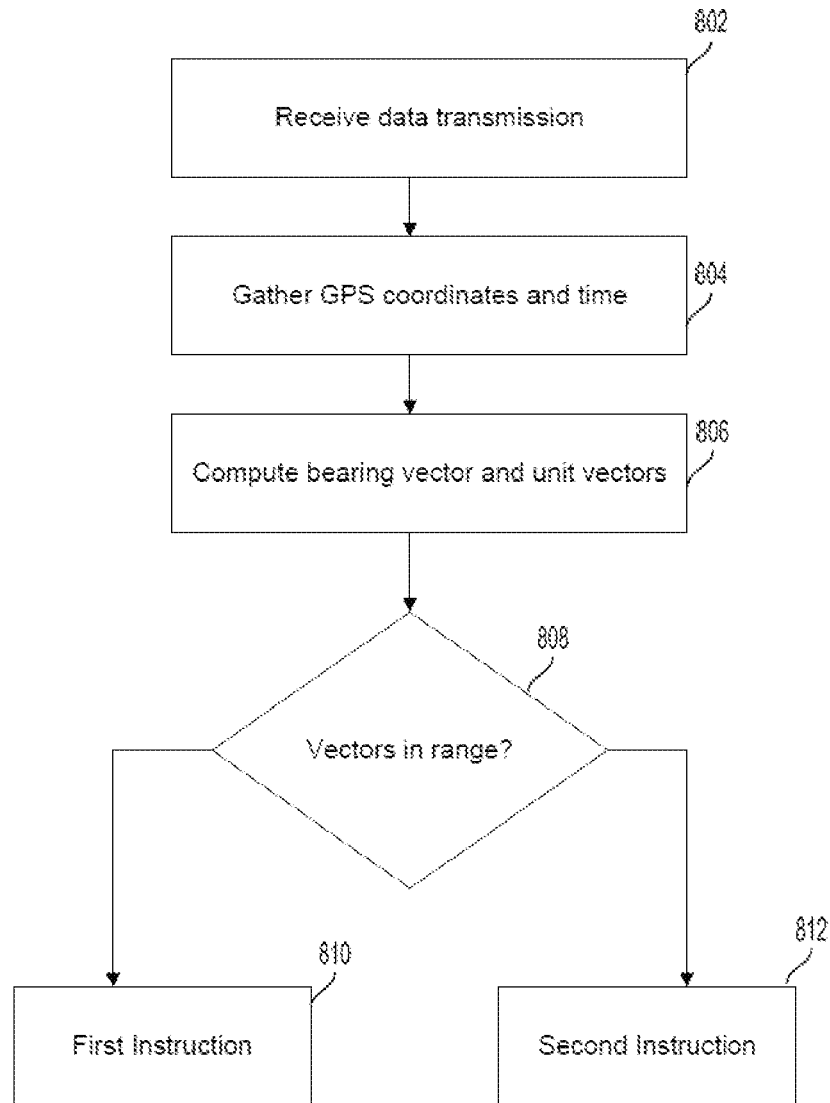 802
Receive data transmission
804
Gather GPS coordinates and time
806
Compute bearing vector and unit vectors
808
Vectors in range?
810
First Instruction
812
Second Instruction